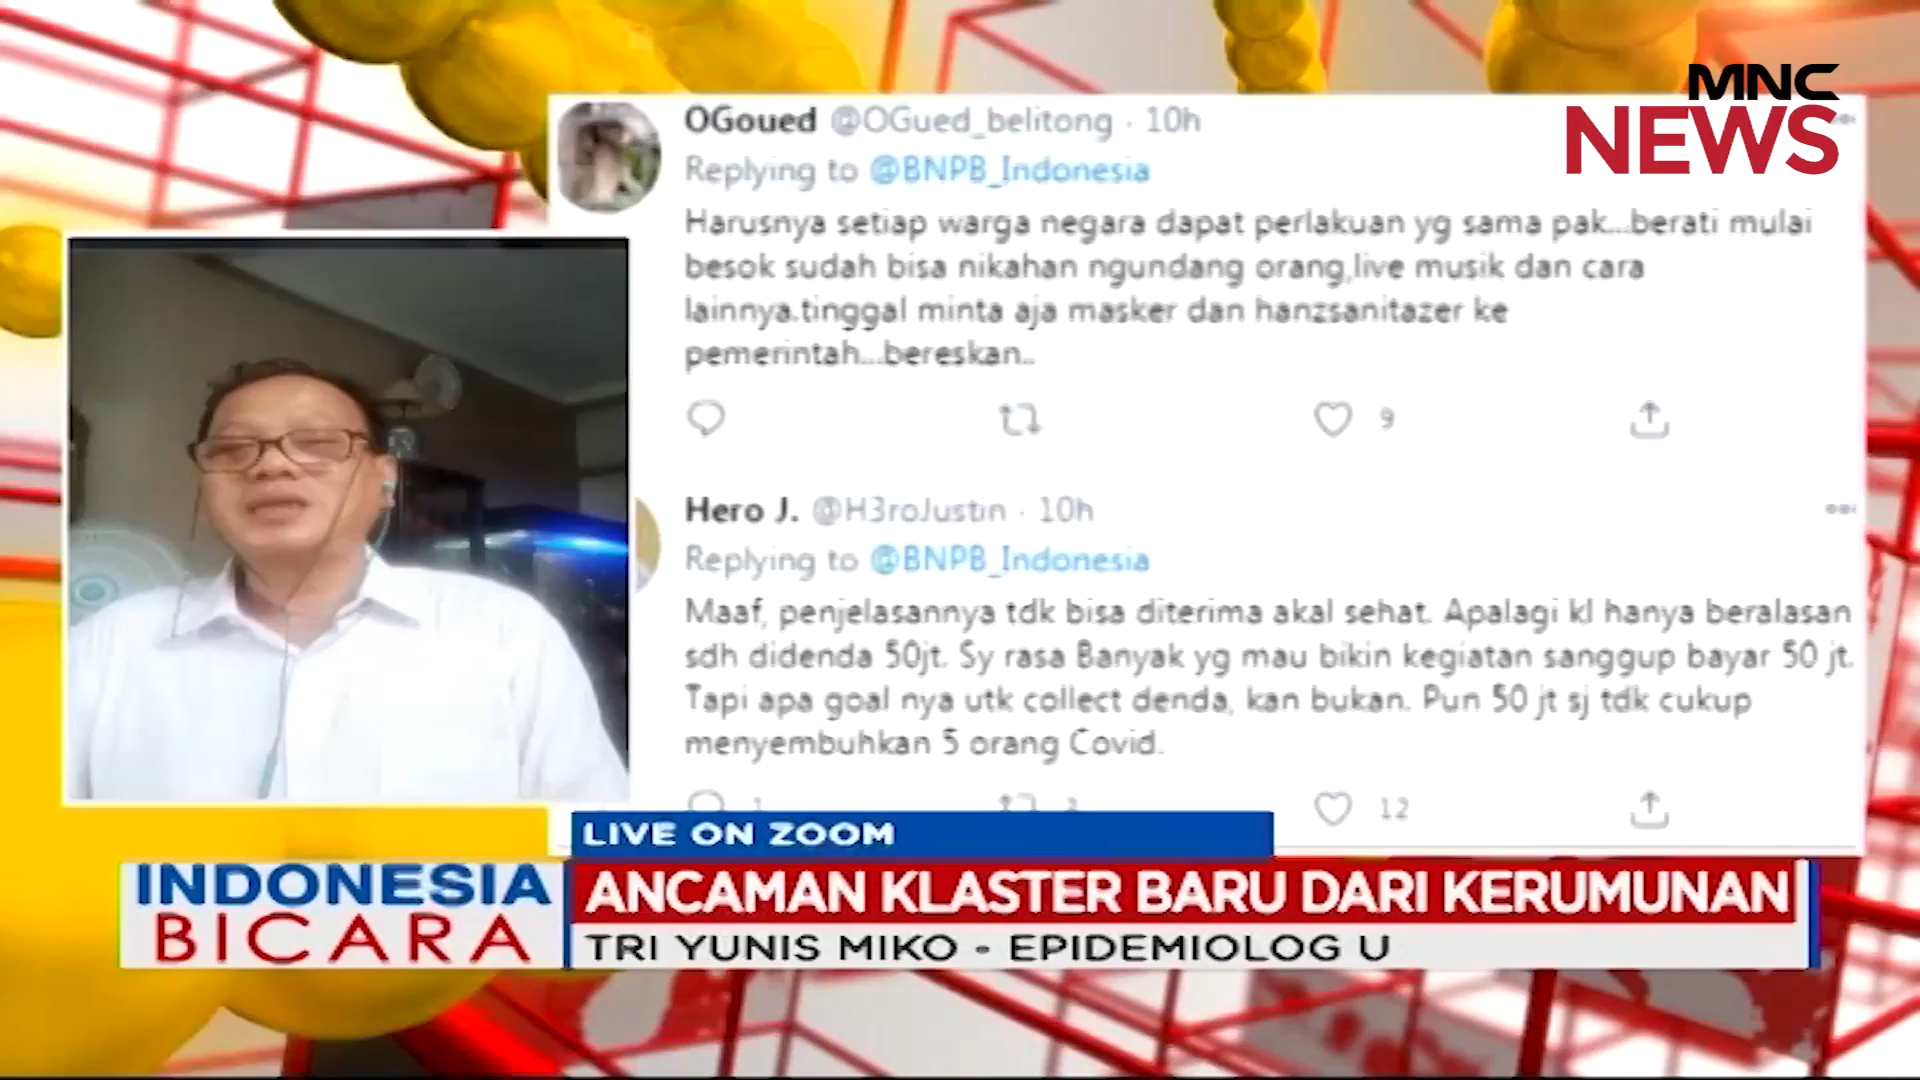 MNC
NEWS
OGoued @OGued_belitong · 10h
Replying to @BNPB_Indonesia
Harusnya setiap warga negara dapat perlakuan yg sama pak...berati mulai
besok sudah bisa nikahan ngundang orang,live musik dan cara
lainnya.tinggal minta aja masker dan hanzsanitazer ke
pemerintah...bereskan..
9
Hero J. @H3roJustin · 10h
Replying to @BNPB_Indonesia
Maaf, penjelasannya tdk bisa diterima akal sehat. Apalagi kl hanya beralasan
sdh didenda 50jt. Sy rasa Banyak yg mau bikin kegiatan sanggup bayar 50 jt.
Tapi apa goal nya utk collect denda, kan bukan. Pun 50 jt sj tdk cukup
menyembuhkan 5 orang Covid.
12
LIVE ON ZOOM
INDONESIA
BICARA
ANCAMAN KLASTER BARU DARI KERUMUNAN
TRI YUNIS MIKO - EPIDEMIOLOG U